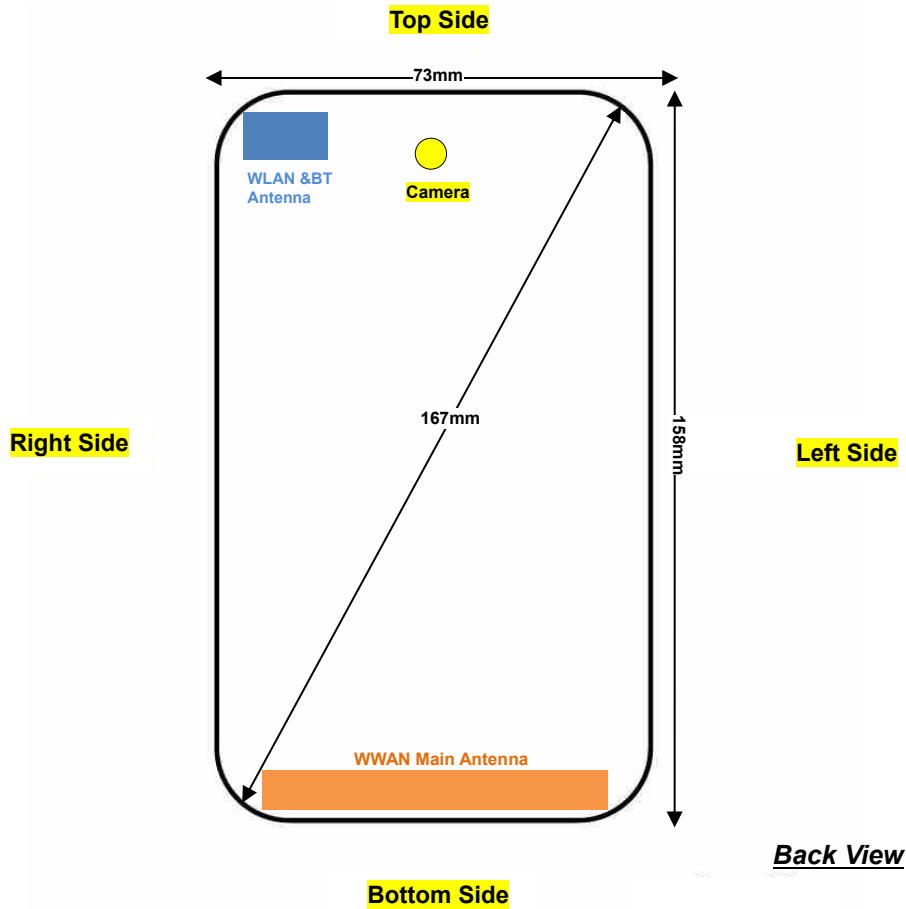 Top Side
73mm
WLAN &BT
Antenna
Camera
167mm
158mm
Right Side
Left Side
WWAN Main Antenna
Back View
Bottom Side